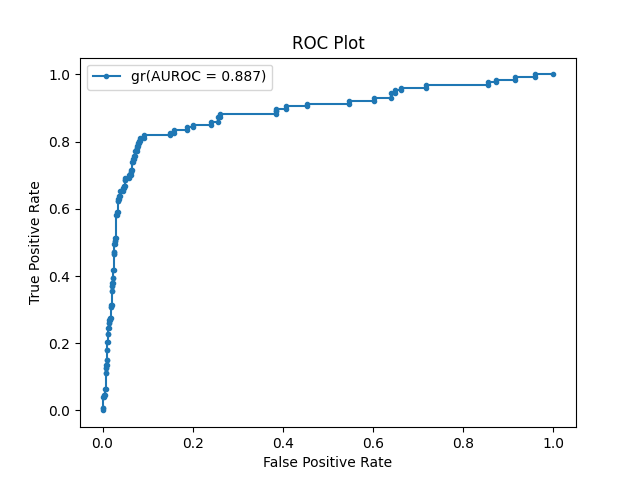 ROC Plot
gr(AUROC = 0.887)
True Positive Rate
1.0
0.8
0.6
0.4
0.2
0.0
0.0 0.2 0.4 0.6 0.8 1.0
False Positive Rate